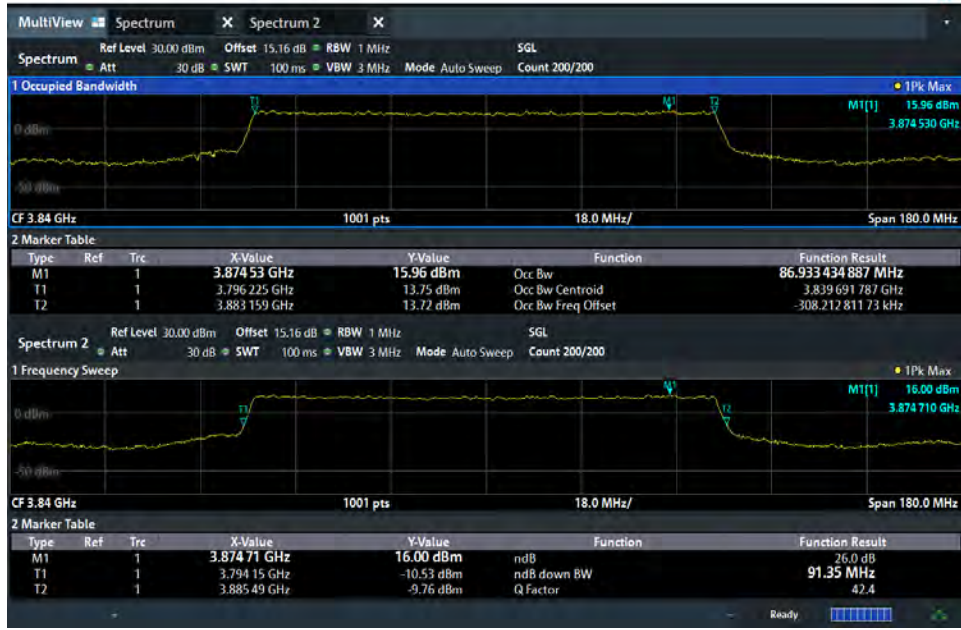 MultiView Spectrum X Spectrum 2 X
Spectrum Ref Level 30.00 dBm Offset 15.16 dB RBW 1 MHz SGL
Att 30 dB SWT 100 ms VBW 3 MHz Mode Auto Sweep Count 200/200
1 Occupied Bandwidth 1Pk Max
T1 M1 T2 M1[1] 15.96 dBm
3.874 530 GHz
0 dBm
-50 dBm
CF 3.84 GHz 1001 pts 18.0 MHz/ Span 180.0 MHz
2 Marker Table
Type Ref Trc X-Value Y-Value Function Function Result
M1 1 3.874 53 GHz 15.96 dBm Occ Bw 86.933 434 887 MHz
T1 1 3.796 225 GHz 13.75 dBm Occ Bw Centroid 3.839 691 787 GHz
T2 1 3.883 159 GHz 13.72 dBm Occ Bw Freq Offset -308.212 811 73 kHz
Spectrum 2 Ref Level 30.00 dBm Offset 15.16 dB RBW 1 MHz SGL
Att 30 dB SWT 100 ms VBW 3 MHz Mode Auto Sweep Count 200/200
1 Frequency Sweep 1Pk Max
M1 M1[1] 16.00 dBm
3.874 710 GHz
0 dBm T1 T2
-50 dBm
CF 3.84 GHz 1001 pts 18.0 MHz/ Span 180.0 MHz
2 Marker Table
Type Ref Trc X-Value Y-Value Function Function Result
M1 1 3.874 71 GHz 16.00 dBm ndB 26.0 dB
T1 1 3.794 15 GHz -10.53 dBm ndB down BW 91.35 MHz
T2 1 3.885 49 GHz -9.76 dBm Q Factor 42.4
Ready